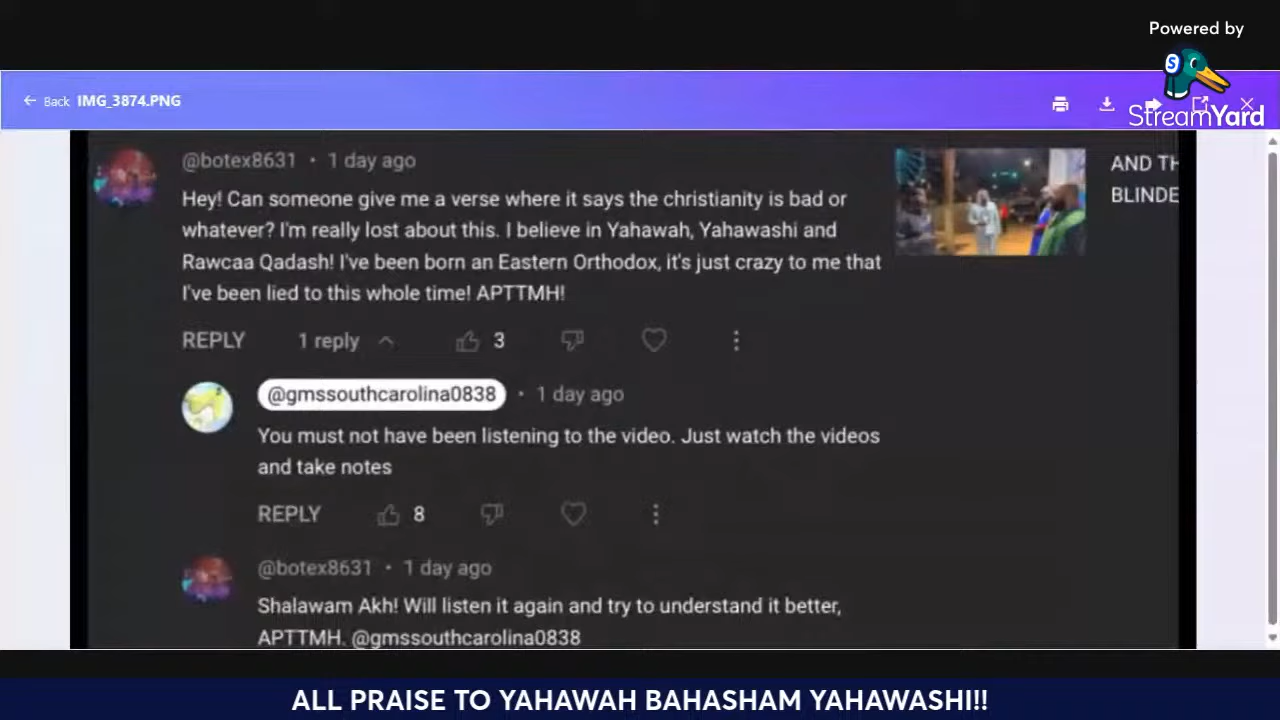 Powered by
StreamYard
Back IMG_3874.PNG
@botex8631 • 1 day ago
Hey! Can someone give me a verse where it says the christianity is bad or
whatever? I'm really lost about this. I believe in Yahawah, Yahawashi and
Rawcaa Qadash! I've been born an Eastern Orthodox, it's just crazy to me that
I've been lied to this whole time! APTTMH!
AND TH
BLINDE
REPLY 1 reply 3
@gmssouthcarolina0838 • 1 day ago
You must not have been listening to the video. Just watch the videos
and take notes
REPLY 8
@botex8631 • 1 day ago
Shalawam Akh! Will listen it again and try to understand it better,
APTTMH. @gmssouthcarolina0838
ALL PRAISE TO YAHAWAH BAHASHAM YAHAWASHI!!